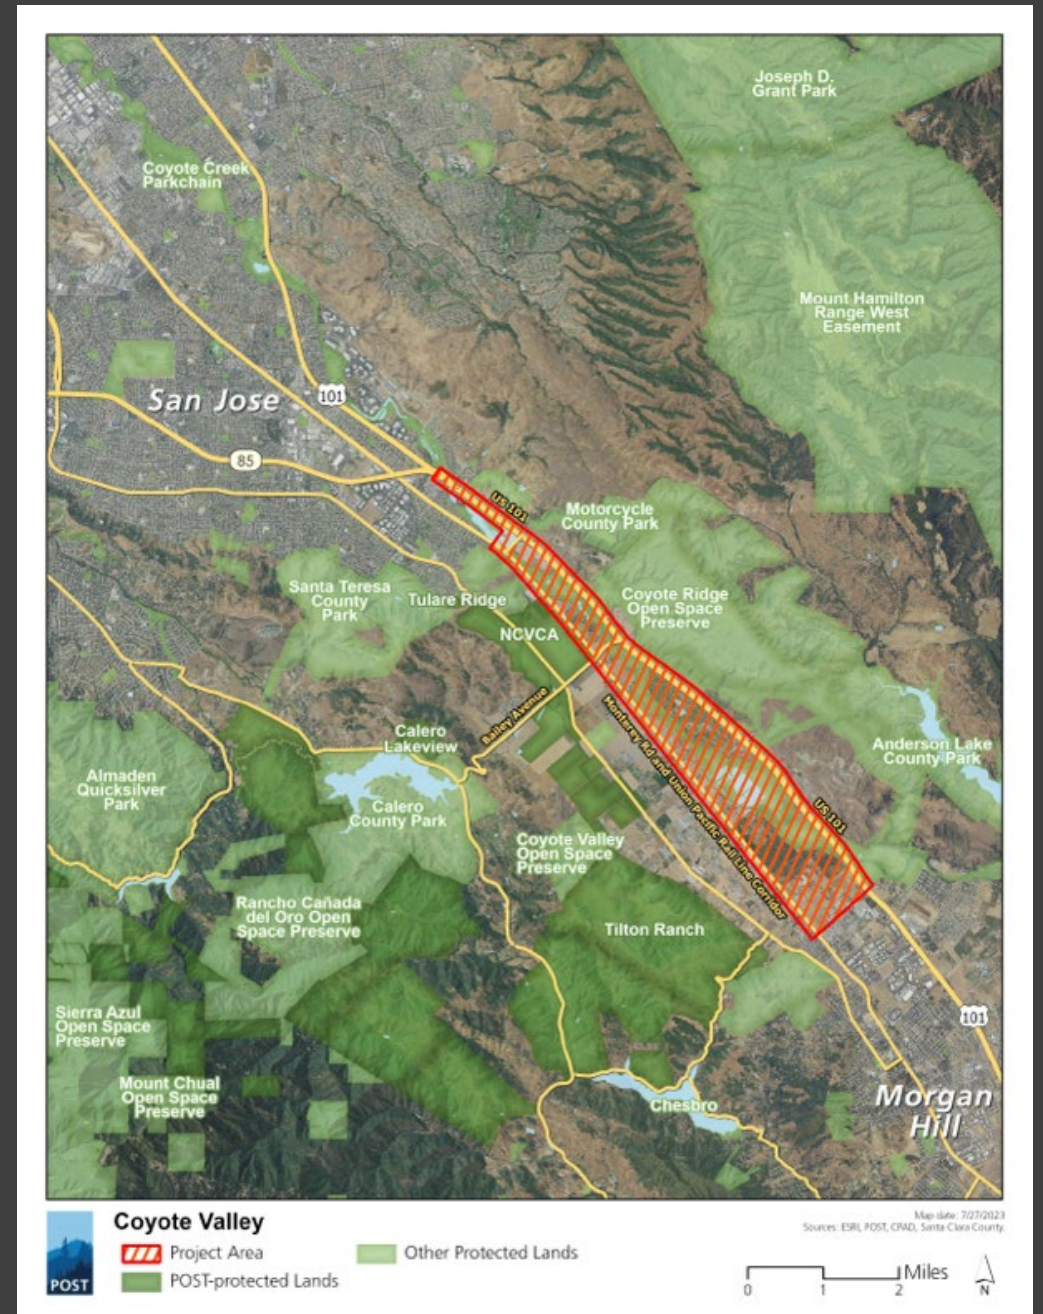 Joseph D.
Grant Park
Coyote Creek
Parkchain
Mount Hamilton
Range West
Easement
101
San Jose
85
US 101
Motorcycle
County Park
Santa Teresa
County
Park
Tulare Ridge
Coyote Ridge
Open Space
Preserve
NCVCA
Bailey Avenue
Monterey Rd and Union Pacific Rail Line Corridor
Calero
Lakeview
Anderson Lake
County Park
Almaden
Quicksilver
Park
Calero
County Park
US 101
Coyote Valley
Open Space
Preserve
Rancho Cañada
del Oro Open
Space Preserve
Tilton Ranch
Sierra Azul
Open Space
Preserve
101
Mount Chual
Open Space
Preserve
Chesbro
Morgan
Hill
POST
Coyote Valley
Project Area
POST-protected Lands
Other Protected Lands
Map date: 7/27/2023
Sources: ESRI, POST, CPAD, Santa Clara County.
Miles
0 1 2
N